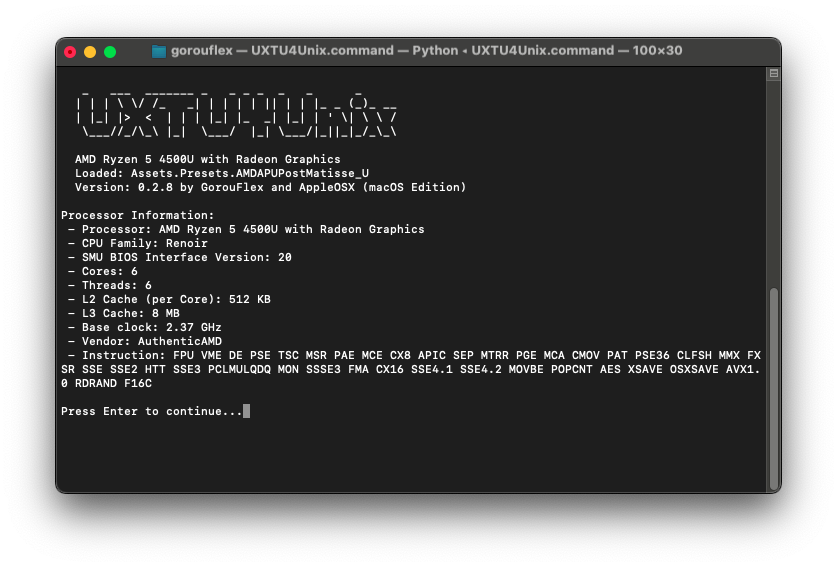 gorouflex — UXTU4Unix.command — Python ◂ UXTU4Unix.command — 100×30
UXTU4Unix
AMD Ryzen 5 4500U with Radeon Graphics
Loaded: Assets.Presets.AMDAPUPostMatisse_U
Version: 0.2.8 by GorouFlex and AppleOSX (macOS Edition)
Processor Information:
– Processor: AMD Ryzen 5 4500U with Radeon Graphics
– CPU Family: Renoir
– SMU BIOS Interface Version: 20
– Cores: 6
– Threads: 6
– L2 Cache (per Core): 512 KB
– L3 Cache: 8 MB
– Base clock: 2.37 GHz
– Vendor: AuthenticAMD
– Instruction: FPU VME DE PSE TSC MSR PAE MCE CX8 APIC SEP MTRR PGE MCA CMOV PAT PSE36 CLFSH MMX FX
SR SSE SSE2 HTT SSE3 PCLMULQDQ MON SSSE3 FMA CX16 SSE4.1 SSE4.2 MOVBE POPCNT AES XSAVE OSXSAVE AVX1.
0 RDRAND F16C
Press Enter to continue...